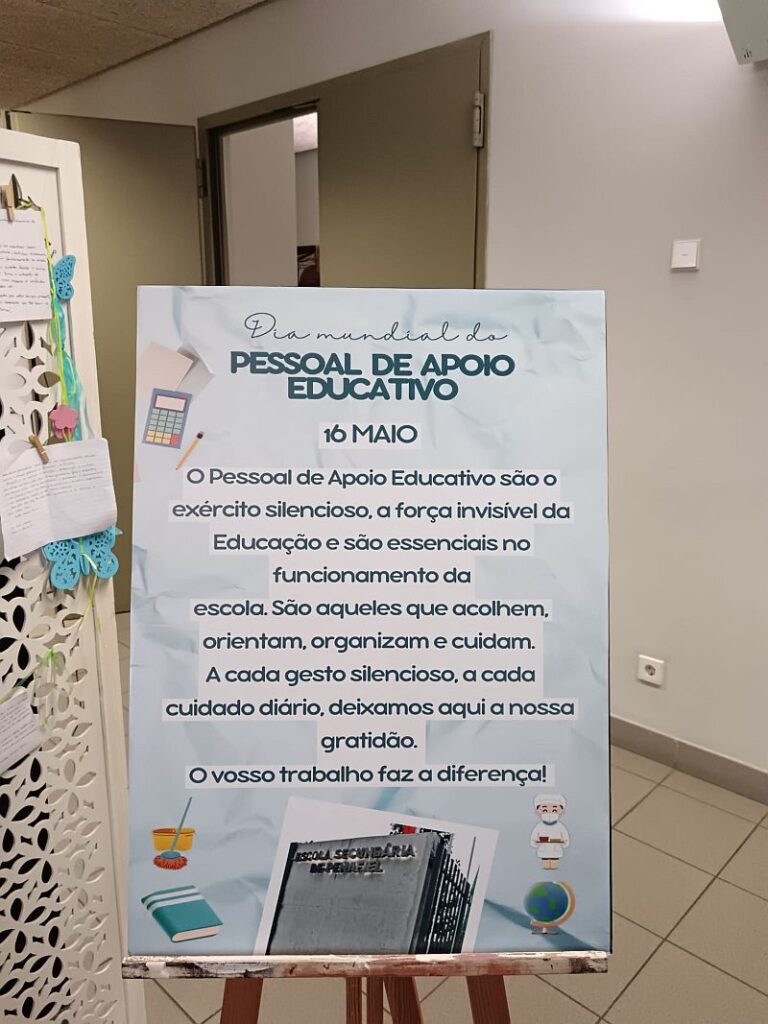 Dia mundial do
PESSOAL DE APOIO
EDUCATIVO
16 MAIO
O Pessoal de Apoio Educativo são o
exército silencioso, a força invisível da
Educação e são essenciais no
funcionamento da
escola. São aqueles que acolhem,
orientam, organizam e cuidam.
A cada gesto silencioso, a cada
cuidado diário, deixamos aqui a nossa
gratidão.
O vosso trabalho faz a diferença!
ESCOLA SECUNDÁRIA
DE PENAFIEL